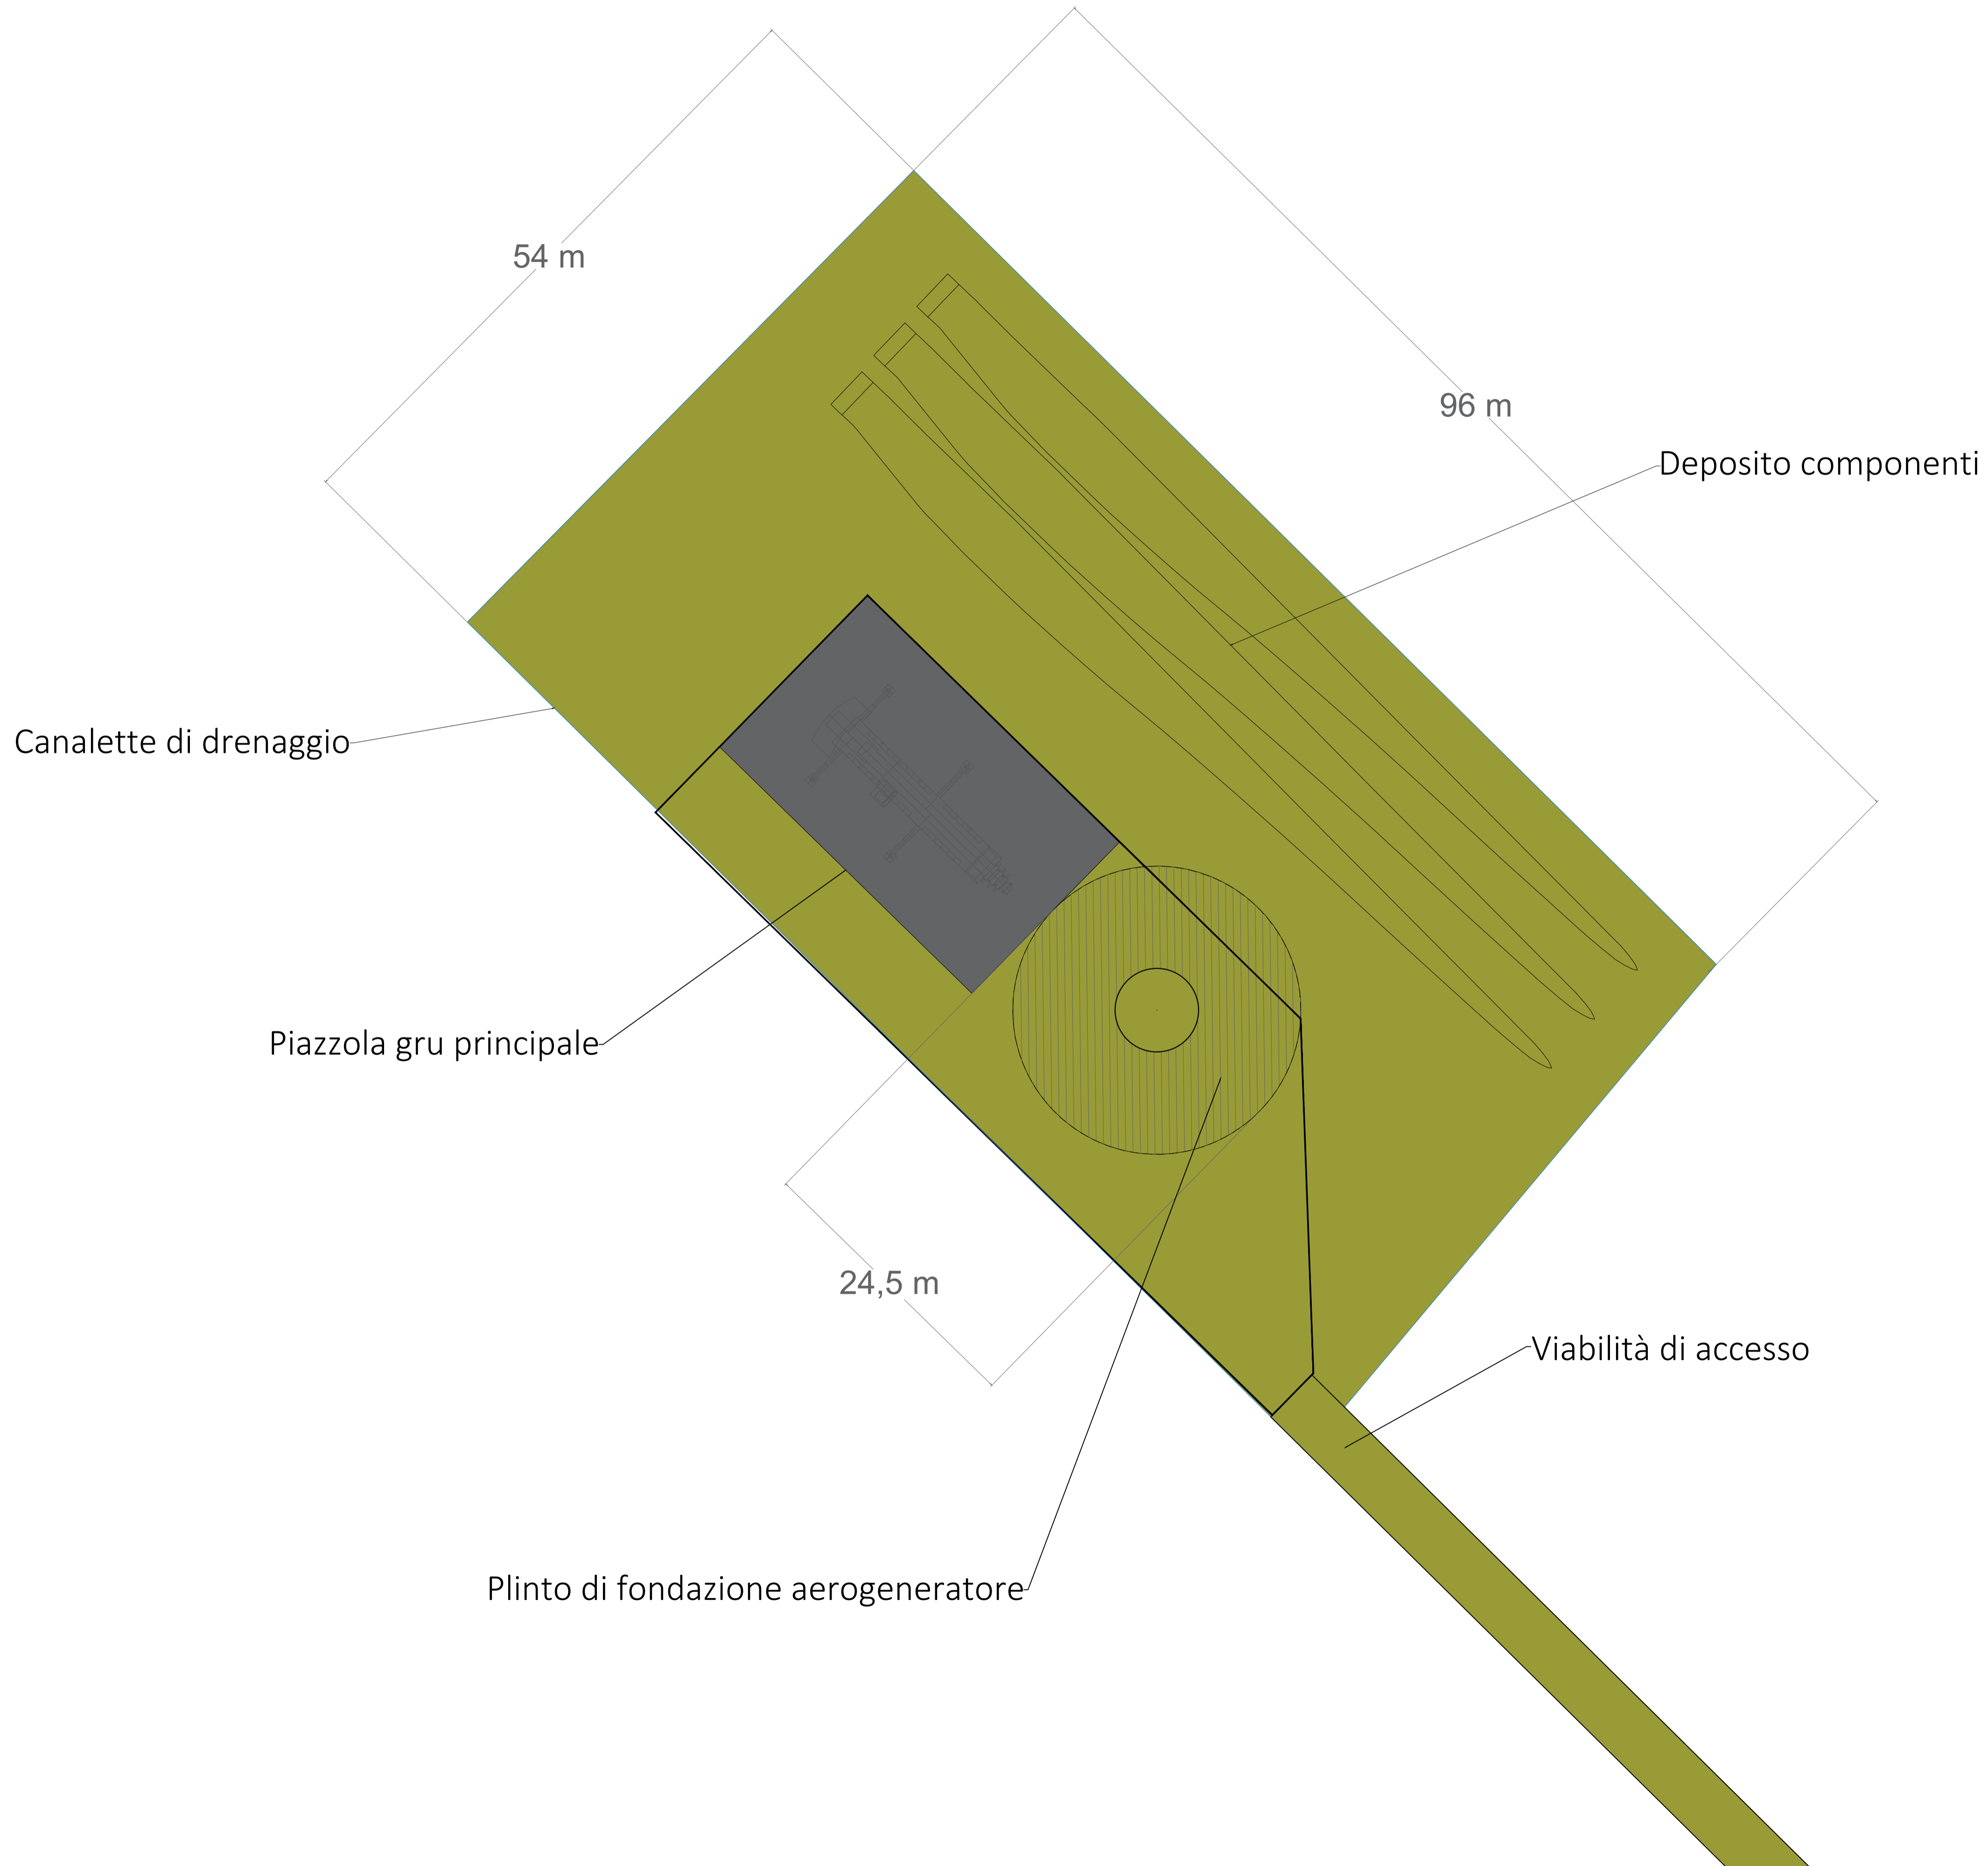 54 m
96 m
Deposito componenti
Canalette di drenaggio
Piazzola gru principale
24,5 m
Viabilità di accesso
Plinto di fondazione aerogeneratore